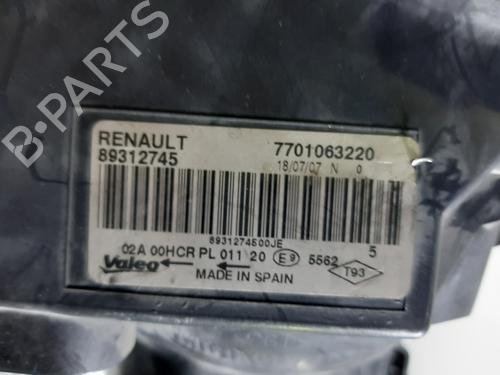 B-PARTS
RENAULT 7701063220
89312745 18/07/07 N 0
8931274500JE 5
02A 00HCR PL 011 20 E9 5562 T93
Valeo MADE IN SPAIN